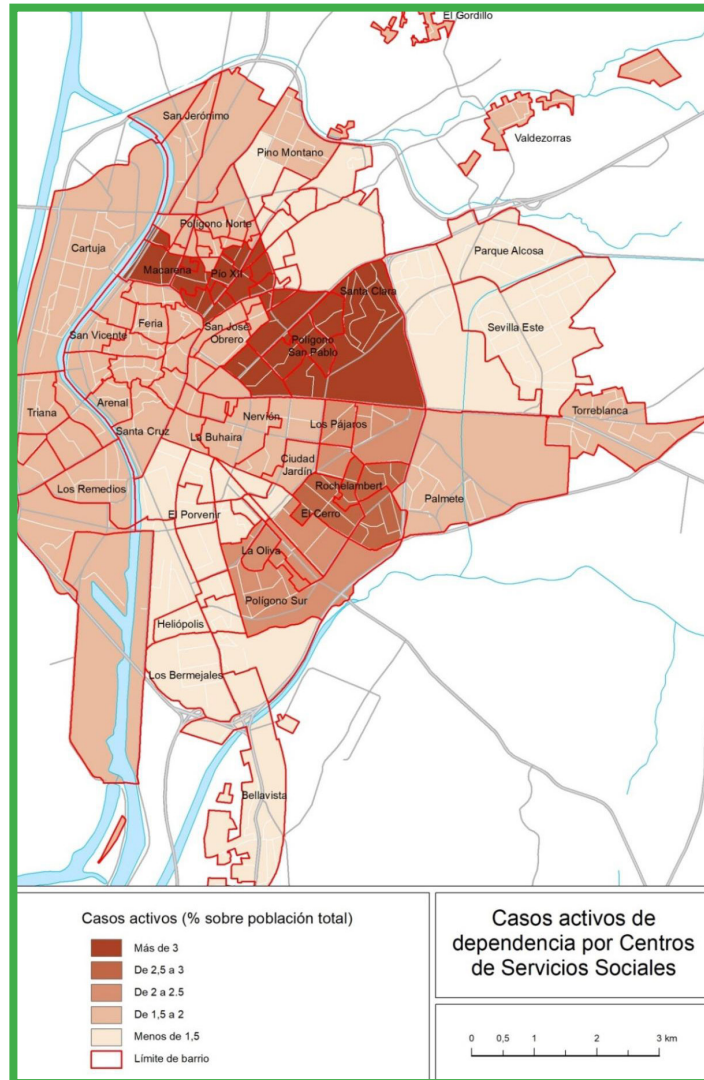 El Gordillo
San Jerónimo
Valdezorras
Pino Montano
Polígono Norte
Cartuja
Parque Alcosa
Macarena
Pío XII
Santa Clara
Feria
San José
Obrero
Sevilla Este
San Vicente
Polígono
San Pablo
Arenal
Triana
Nervión
Torreblanca
Santa Cruz
La Buhaira
Los Pájaros
Ciudad
Jardín
Los Remedios
Rochelambert
Palmete
El Porvenir
El Cerro
La Oliva
Polígono Sur
Heliópolis
Los Bermejales
Bellavista
Casos activos (% sobre población total)
Más de 3
De 2,5 a 3
De 2 a 2.5
De 1,5 a 2
Menos de 1,5
Límite de barrio
Casos activos de
dependencia por Centros
de Servicios Sociales
0 0,5 1 2 3 km